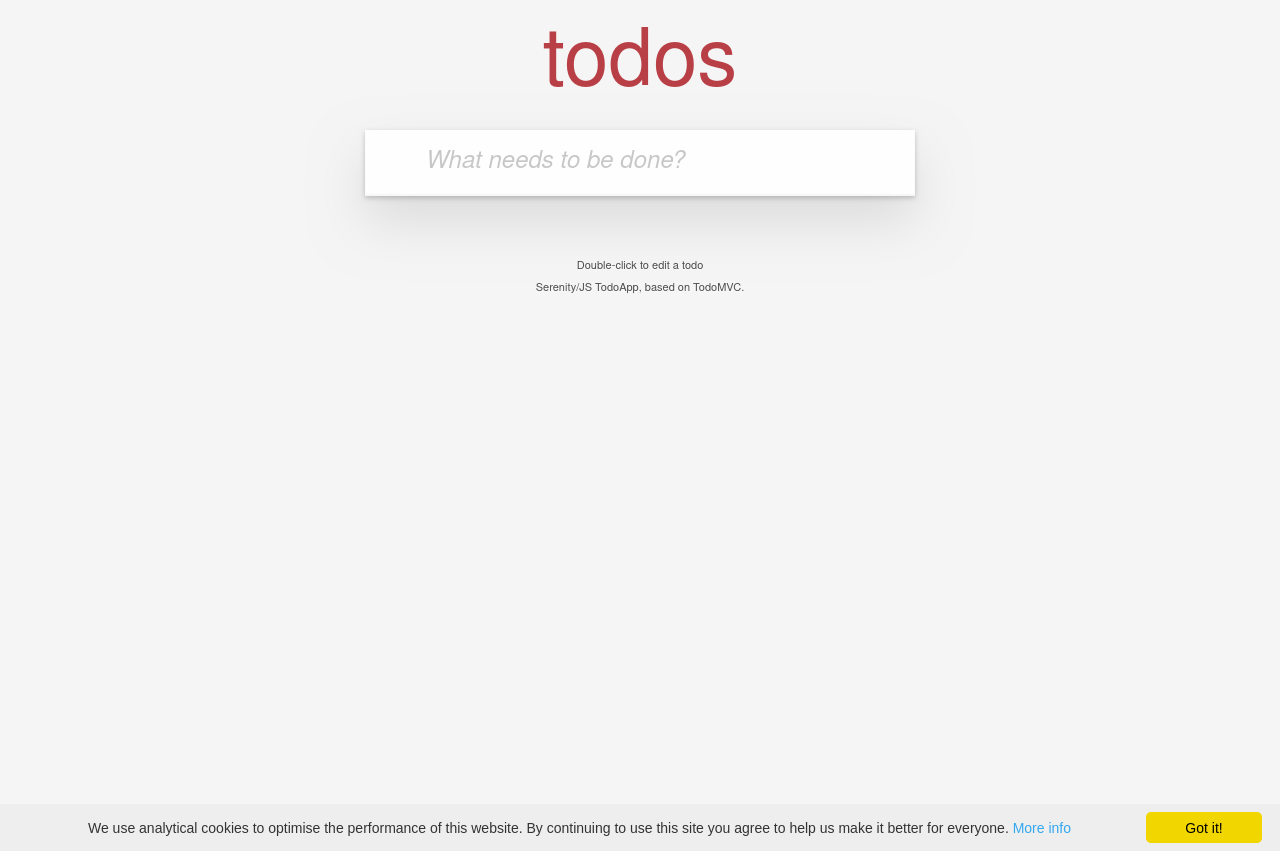 todos
What needs to be done?
Double-click to edit a todo
Serenity/JS TodoApp, based on TodoMVC.
We use analytical cookies to optimise the performance of this website. By continuing to use this site you agree to help us make it better for everyone. More info
Got it!